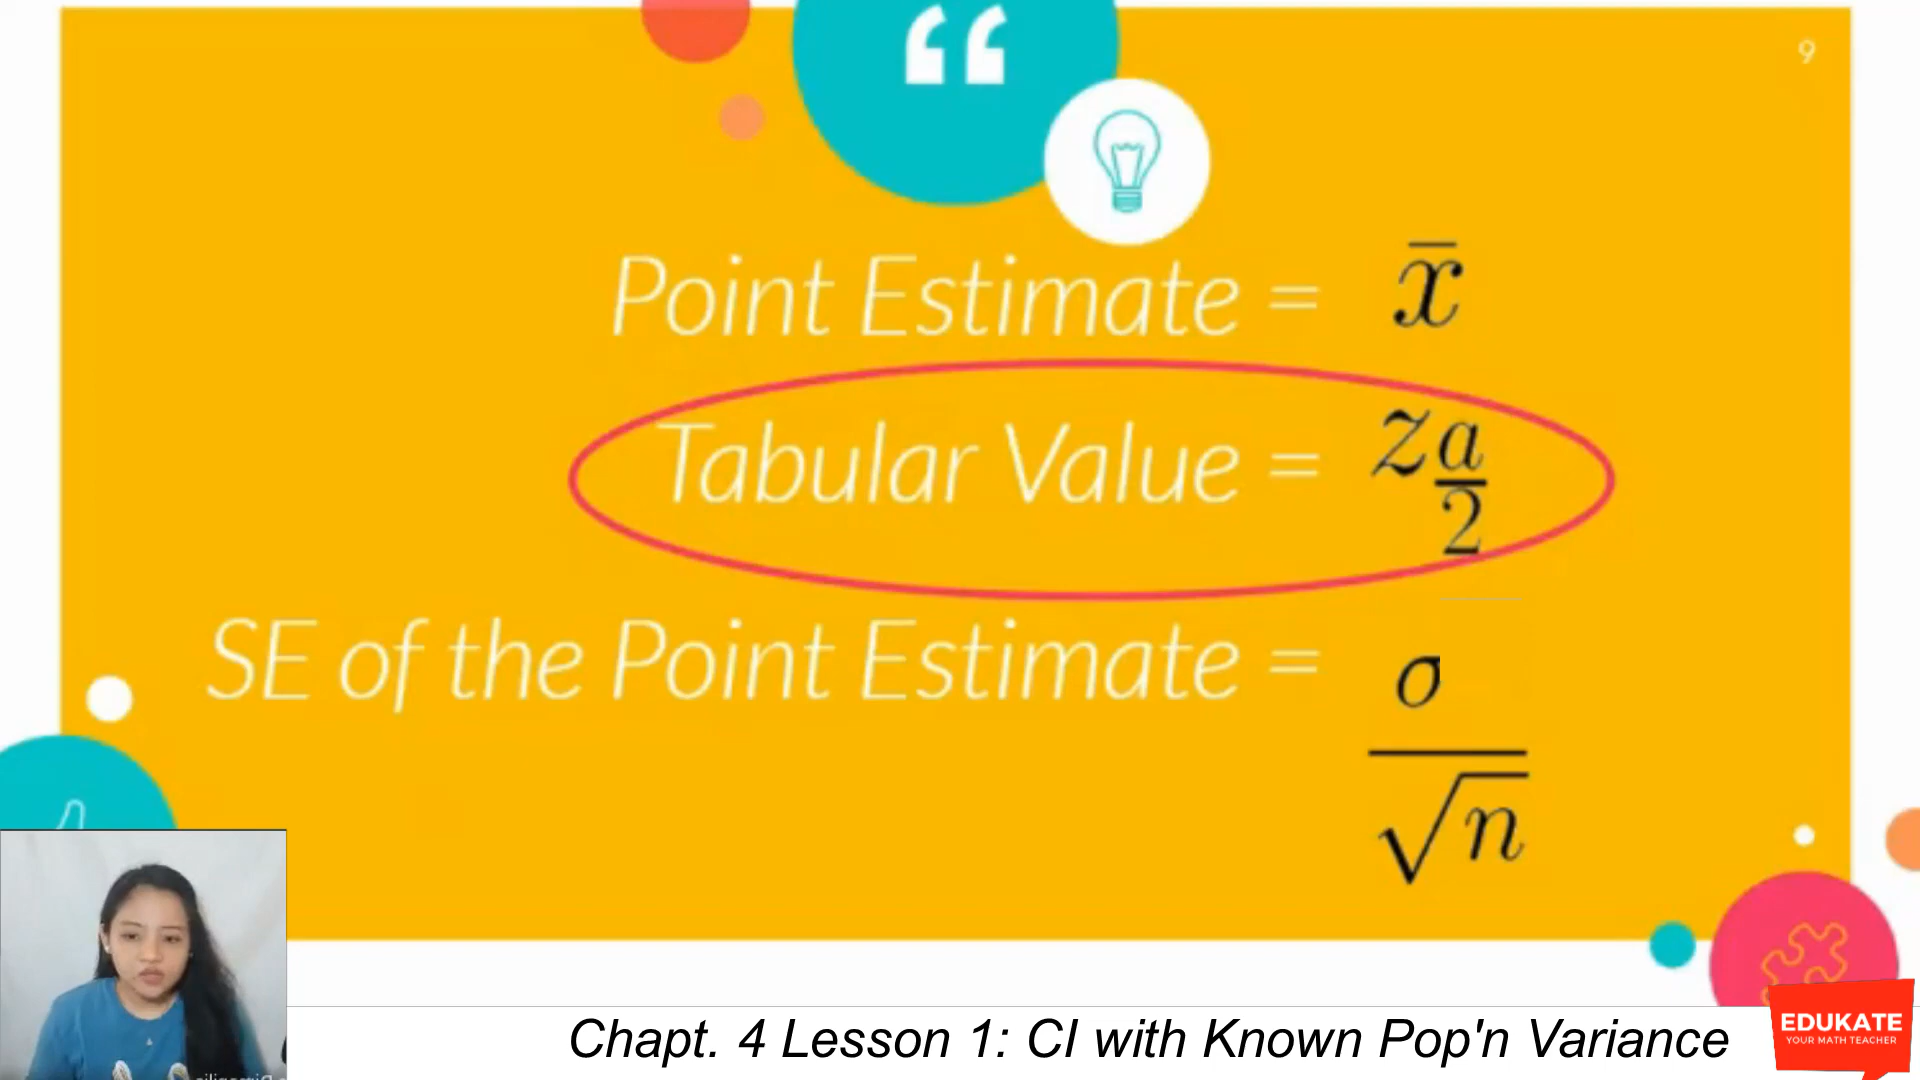 “
9
Point Estimate = x̄
Tabular Value = z a/2
SE of the Point Estimate = σ/√n
Chapt. 4 Lesson 1: CI with Known Pop'n Variance
EDUKATE
YOUR MATH TEACHER